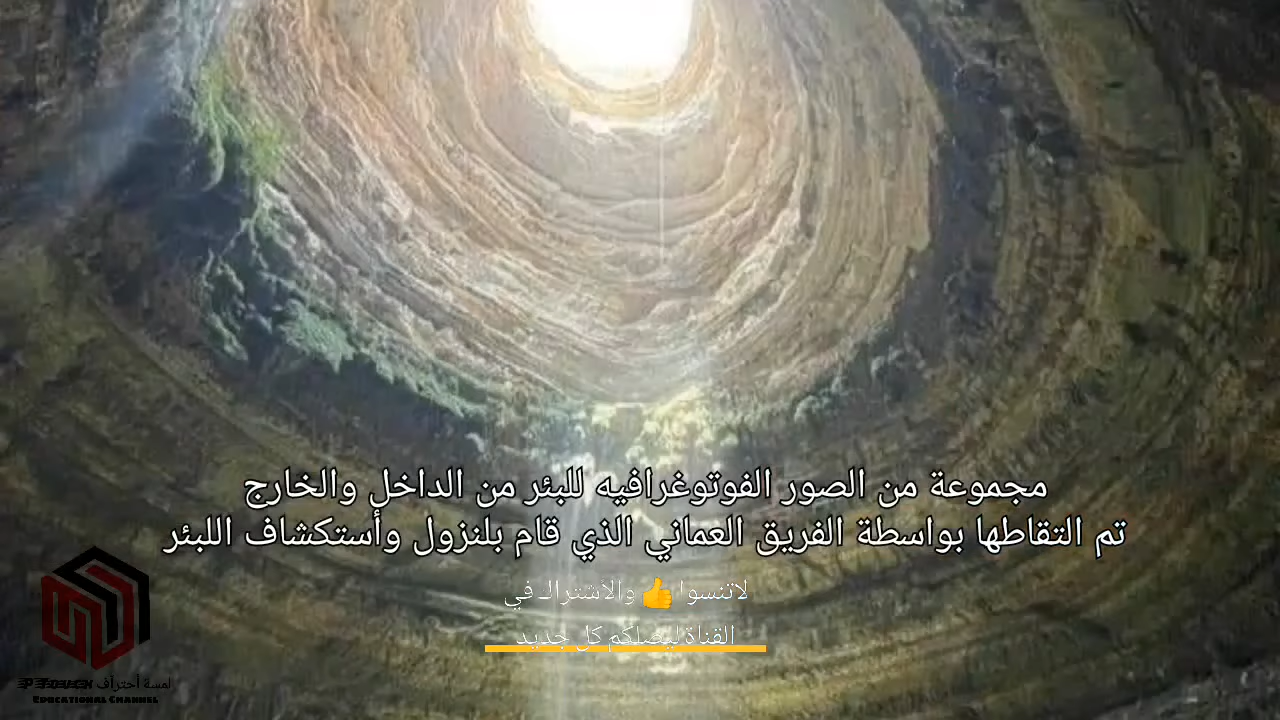 مجموعة من الصور الفوتوغرافيه للبئر من الداخل والخارج
تم التقاطها بواسطة الفريق العماني الذي قام بلنزول وأستكشاف اللبئر
لاتنسوا 👍 والاشتراك في
القناة ليصلكم كل جديد
P Touch لمسة أحتراف
Educational Channel